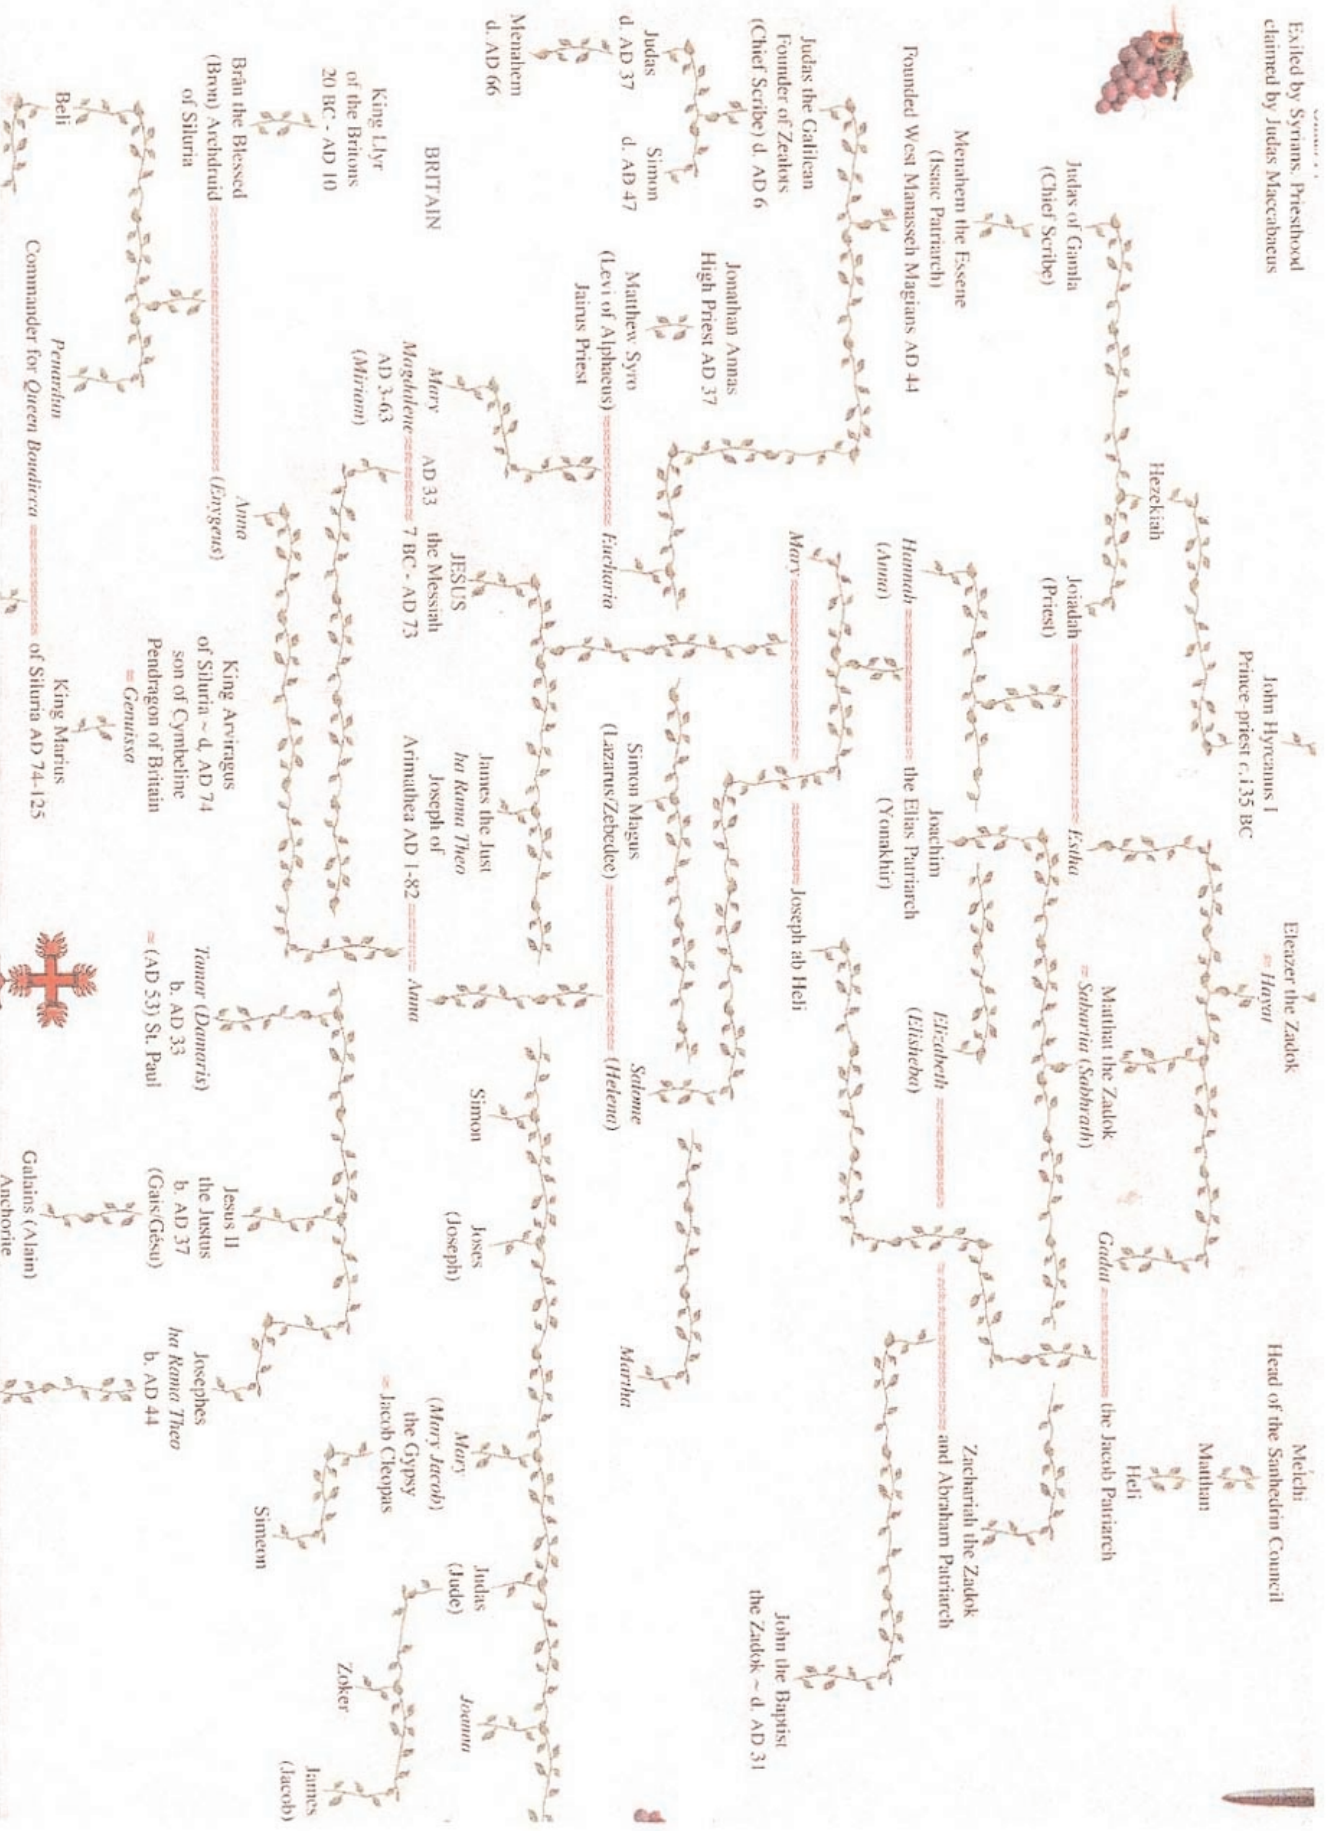 Exiled by Syrians. Priesthood
claimed by Judas Maccabaeus
John Hyrcanus I
Prince-priest c.135 BC
Eleazer the Zadok
= Hayat
Melchi
Head of the Sanhedrin Council
Matthan
Heli
Hezekiah
Judas of Gamla
(Chief Scribe)
Joiadah
(Priest)
Estha
Matthat the Zadok
= Sabartia (Sabhrath)
Gadat
the Jacob Patriarch
Menahem the Essene
(Isaac Patriarch)
Founded West Manasseh Magians AD 44
Hannah
(Anna)
Joachim
the Elias Patriarch
(Yonakhir)
Elizabeth
(Elisheba)
Zachariah the Zadok
and Abraham Patriarch
Judas the Galilean
Founder of Zealots
(Chief Scribe) d. AD 6
Mary
Joseph ab Heli
John the Baptist
the Zadok ~ d. AD 31
Jonathan Annas
High Priest AD 37
Judas
d. AD 37
Simon
d. AD 47
Matthew Syro
(Levi of Alphaeus)
Jairus Priest
Eucharia
Simon Magus
(Lazarus/Zebedee)
Salome
(Helena)
Martha
Menahem
d. AD 66
BRITAIN
Mary
Magdalene
AD 3-63
(Miriam)
AD 33
JESUS
the Messiah
7 BC - AD 73
James the Just
ha Rama Theo
Joseph of
Arimathea AD 1-82
Anna
Simon
Joses
(Joseph)
Mary
(Mary Jacob)
the Gypsy
= Jacob Cleopas
Judas
(Jude)
Joanna
King Llyr
of the Britons
20 BC - AD 10
Simeon
Zoker
James
(Jacob)
Brân the Blessed
(Bron) Archdruid
of Siluria
Anna
(Enygeus)
King Arviragus
of Siluria ~ d. AD 74
son of Cymbeline
Pendragon of Britain
= Genuissa
Tamar (Damaris)
b. AD 33
= (AD 53) St. Paul
Jesus II
the Justus
b. AD 37
(Gais/Gésu)
Josephes
ha Rama Theo
b. AD 44
Beli
Penardun
Commander for Queen Boudicca
King Marius
of Siluria AD 74-125
Galains (Alain)
Anchorite